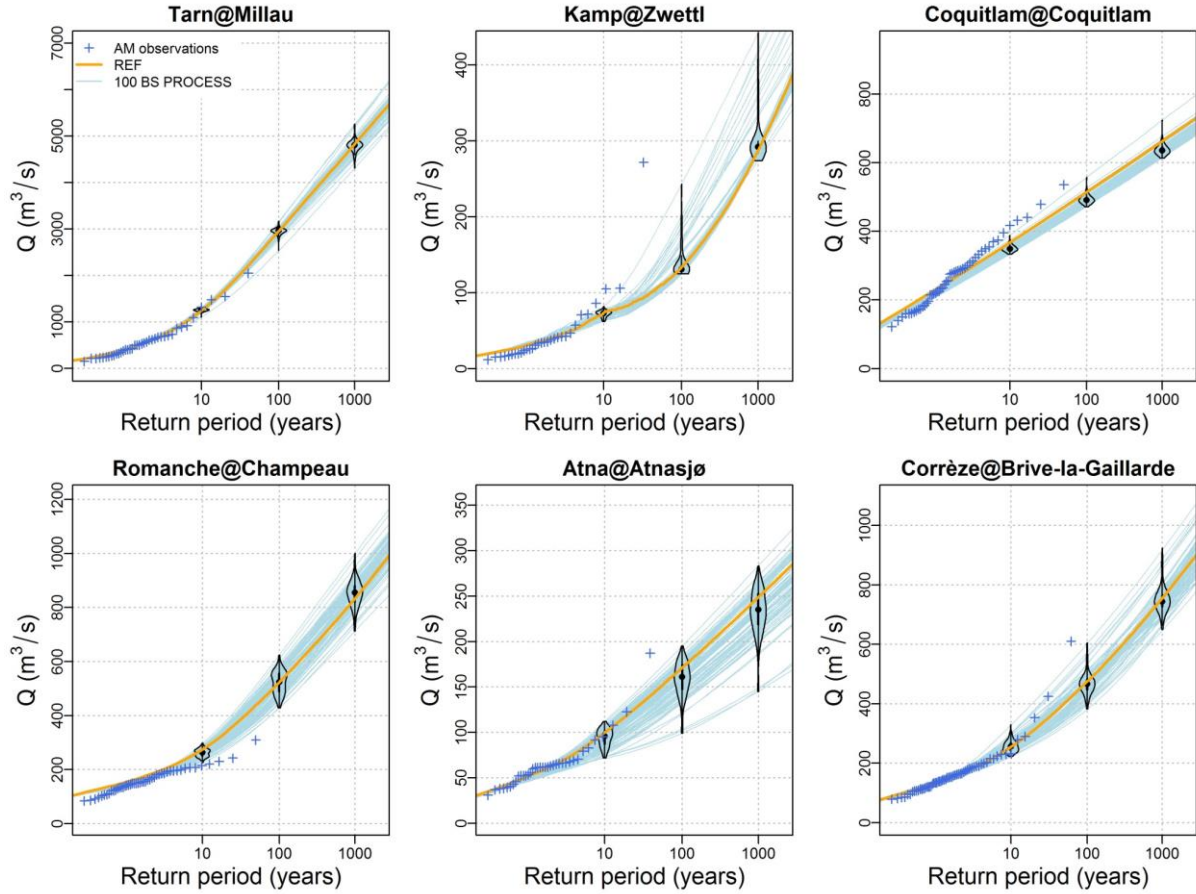 Tarn@Millau
Kamp@Zwettl
Coquitlam@Coquitlam
AM observations
REF
100 BS PROCESS
Q (m³/s)
0
1000
3000
5000
7000
10
100
1000
Return period (years)
Q (m³/s)
0
100
200
300
400
10
100
1000
Return period (years)
Q (m³/s)
0
200
400
600
800
10
100
1000
Return period (years)
Romanche@Champeau
Atna@Atnasjø
Corrèze@Brive-la-Gaillarde
Q (m³/s)
0
200
400
600
800
1000
1200
10
100
1000
Return period (years)
Q (m³/s)
0
50
100
150
200
250
300
350
10
100
1000
Return period (years)
Q (m³/s)
0
200
400
600
800
1000
10
100
1000
Return period (years)